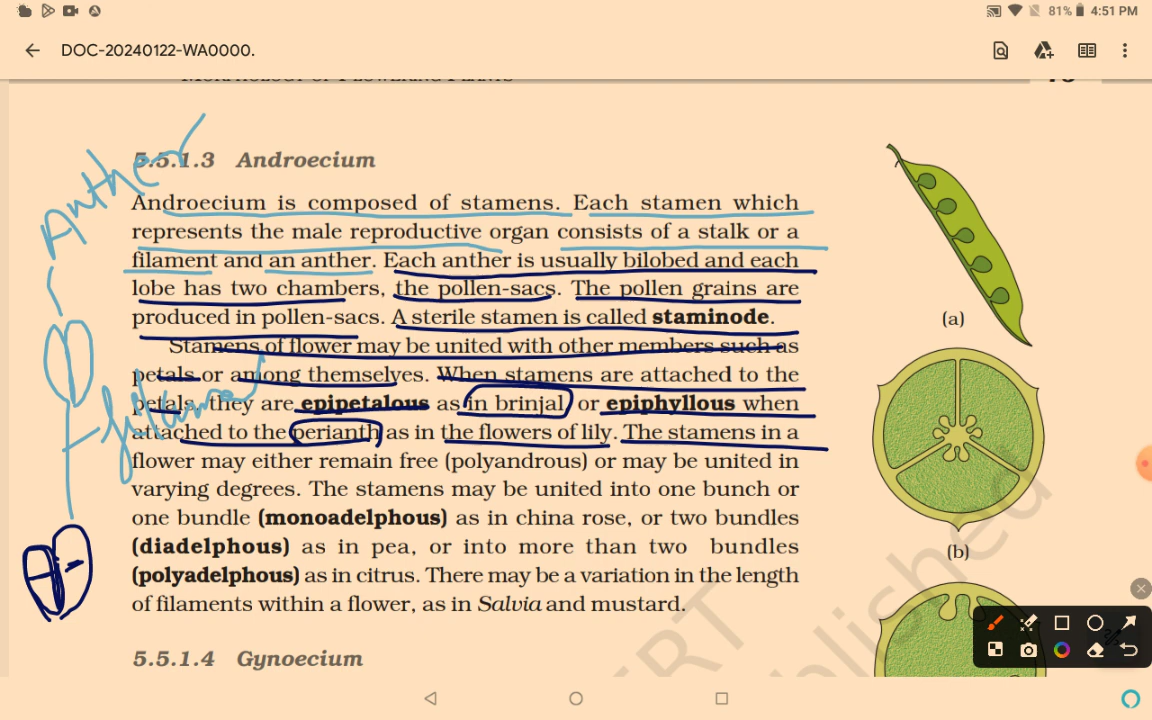 81% 4:51 PM
DOC-20240122-WA0000.
5.5.1.3 Androecium
Androecium is composed of stamens. Each stamen which
represents the male reproductive organ consists of a stalk or a
filament and an anther. Each anther is usually bilobed and each
lobe has two chambers, the pollen-sacs. The pollen grains are
produced in pollen-sacs. A sterile stamen is called staminode.
Stamens of flower may be united with other members such as
petals or among themselves. When stamens are attached to the
petals, they are epipetalous as in brinjal, or epiphyllous when
attached to the perianth as in the flowers of lily. The stamens in a
flower may either remain free (polyandrous) or may be united in
varying degrees. The stamens may be united into one bunch or
one bundle (monoadelphous) as in china rose, or two bundles
(diadelphous) as in pea, or into more than two bundles
(polyadelphous) as in citrus. There may be a variation in the length
of filaments within a flower, as in Salvia and mustard.
5.5.1.4 Gynoecium
Anther
(a)
(b)